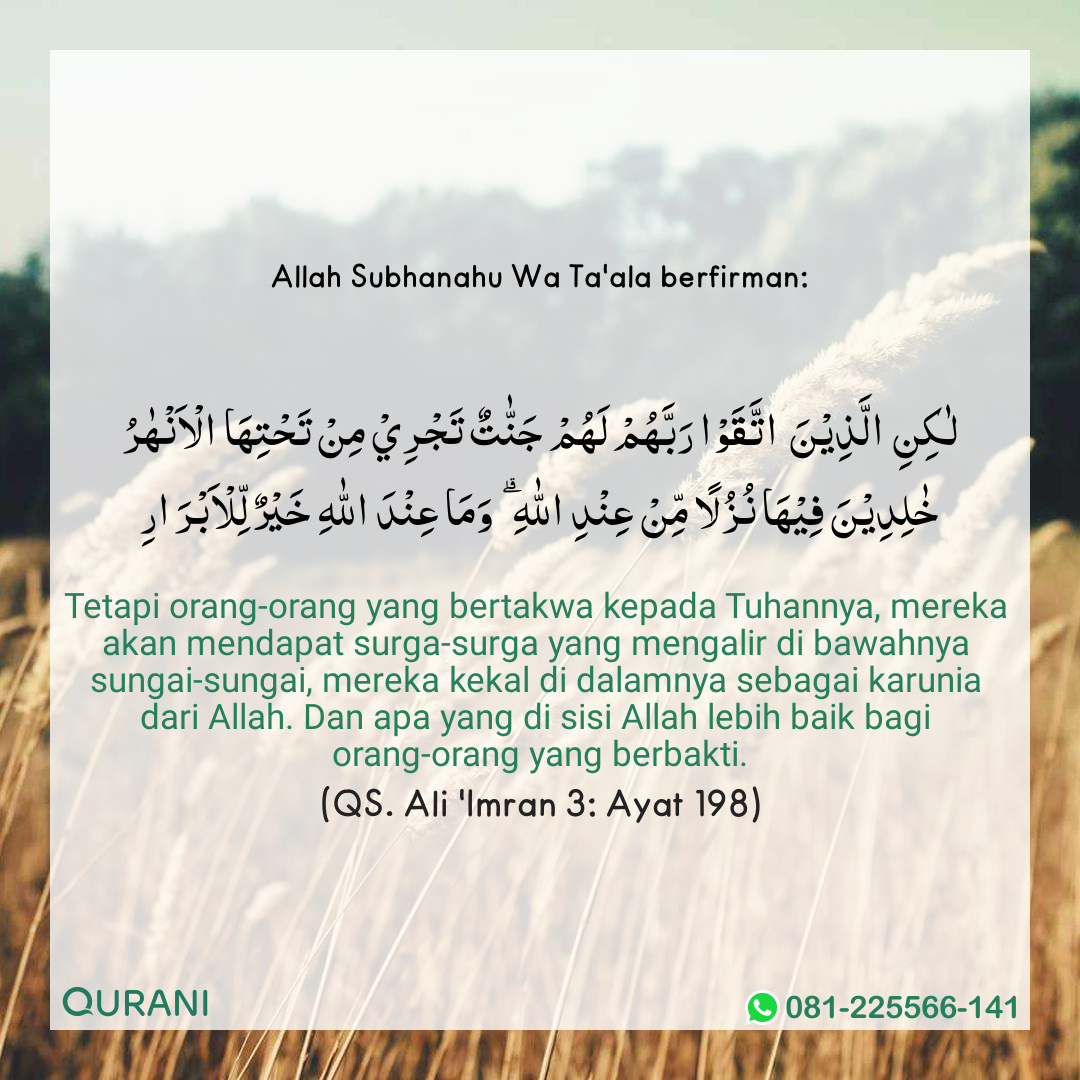 Allah Subhanahu Wa Ta'ala berfirman:
لٰكِنِ الَّذِيْنَ اتَّقَوْا رَبَّهُمْ لَهُمْ جَنّٰتٌ تَجْرِيْ مِنْ تَحْتِهَا الْاَنْهٰرُ
خٰلِدِيْنَ فِيْهَا نُزُلًا مِّنْ عِنْدِ اللّٰهِ ۗ وَمَا عِنْدَ اللّٰهِ خَيْرٌ لِّلْاَبْرَارِ
Tetapi orang-orang yang bertakwa kepada Tuhannya, mereka
akan mendapat surga-surga yang mengalir di bawahnya
sungai-sungai, mereka kekal di dalamnya sebagai karunia
dari Allah. Dan apa yang di sisi Allah lebih baik bagi
orang-orang yang berbakti.
(QS. Ali 'Imran 3: Ayat 198)
QURANI
081-225566-141